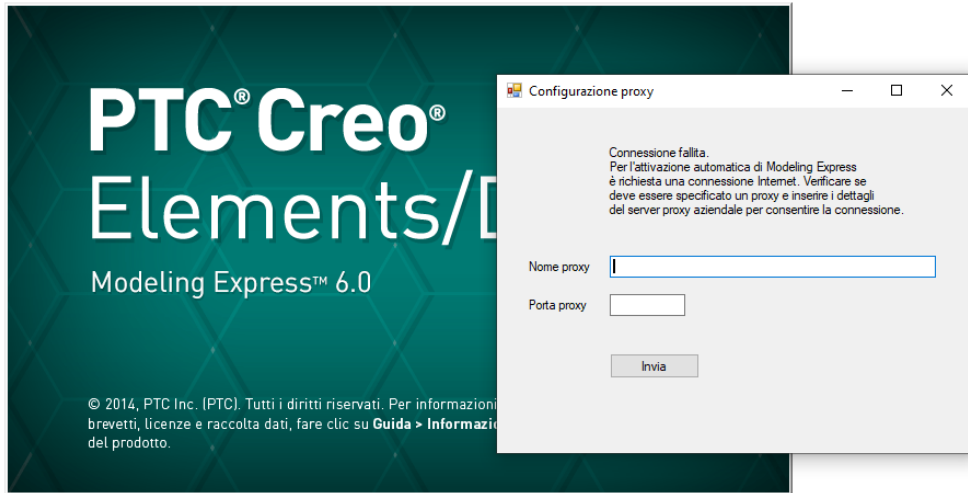 PTC® Creo®
Elements/D
Modeling Express™ 6.0
© 2014, PTC Inc. (PTC). Tutti i diritti riservati. Per informazioni
brevetti, licenze e raccolta dati, fare clic su Guida > Informazio
del prodotto.
Configurazione proxy
Connessione fallita.
Per l'attivazione automatica di Modeling Express
è richiesta una connessione Internet. Verificare se
deve essere specificato un proxy e inserire i dettagli
del server proxy aziendale per consentire la connessione.
Nome proxy
Porta proxy
Invia